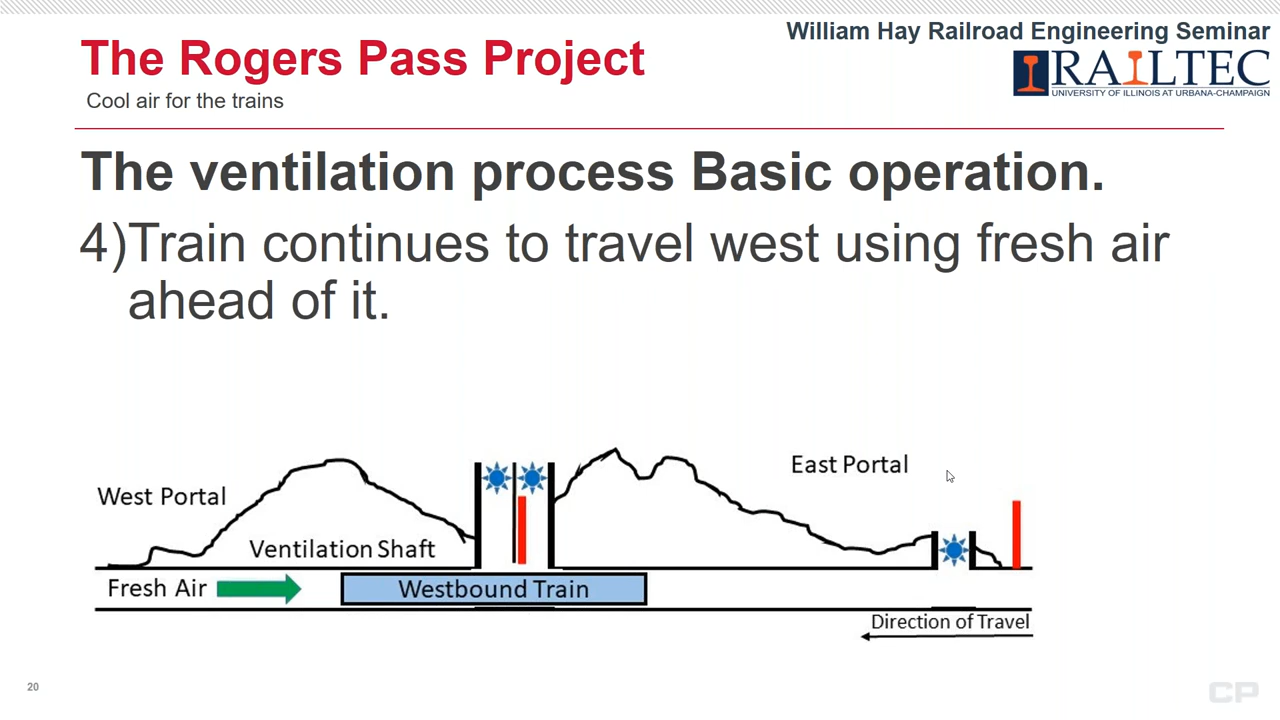 The Rogers Pass Project
Cool air for the trains
William Hay Railroad Engineering Seminar
RAILTEC
UNIVERSITY OF ILLINOIS AT URBANA-CHAMPAIGN
The ventilation process Basic operation.
4)Train continues to travel west using fresh air
ahead of it.
East Portal
West Portal
Ventilation Shaft
Fresh Air
Westbound Train
Direction of Travel
20
CP